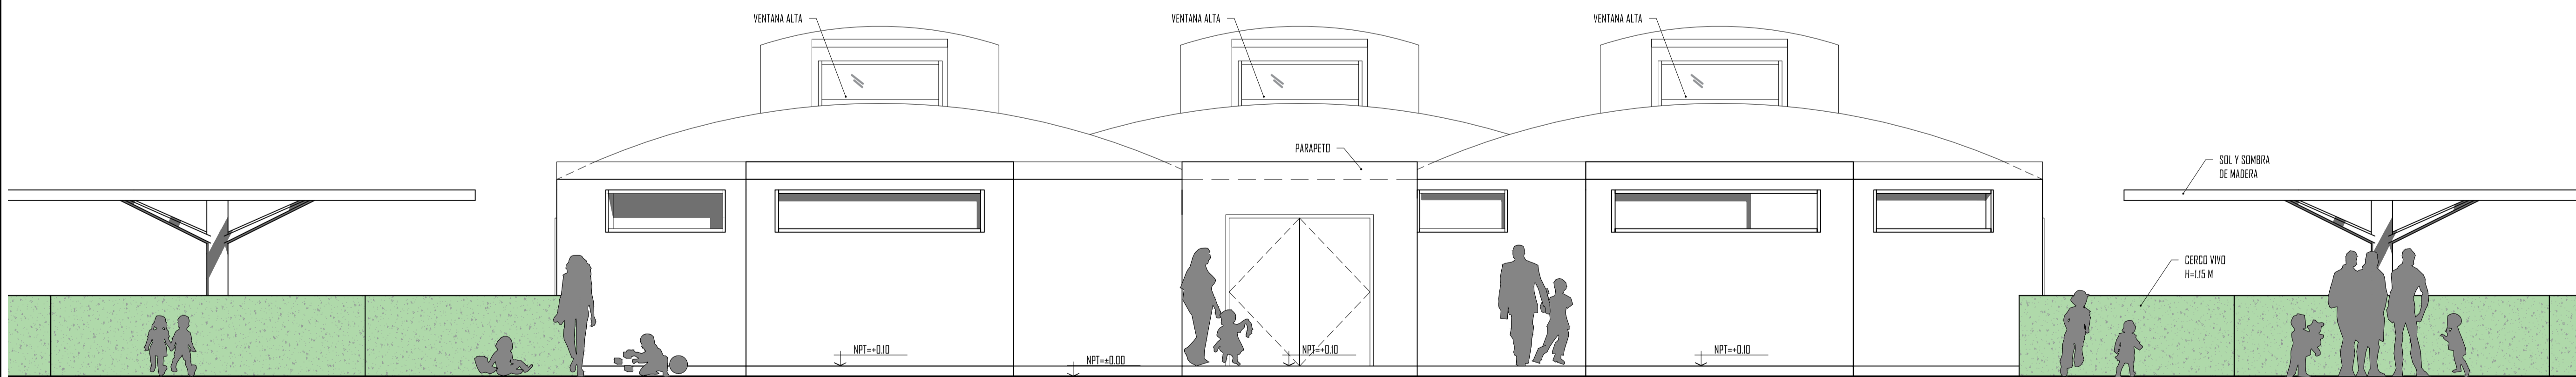 VENTANA ALTA
VENTANA ALTA
VENTANA ALTA
PARAPETO
SOL Y SOMBRA
DE MADERA
CERCO VIVO
H=1.15 M
NPT=+0.10
NPT=±0.00
NPT=+0.10
NPT=+0.10